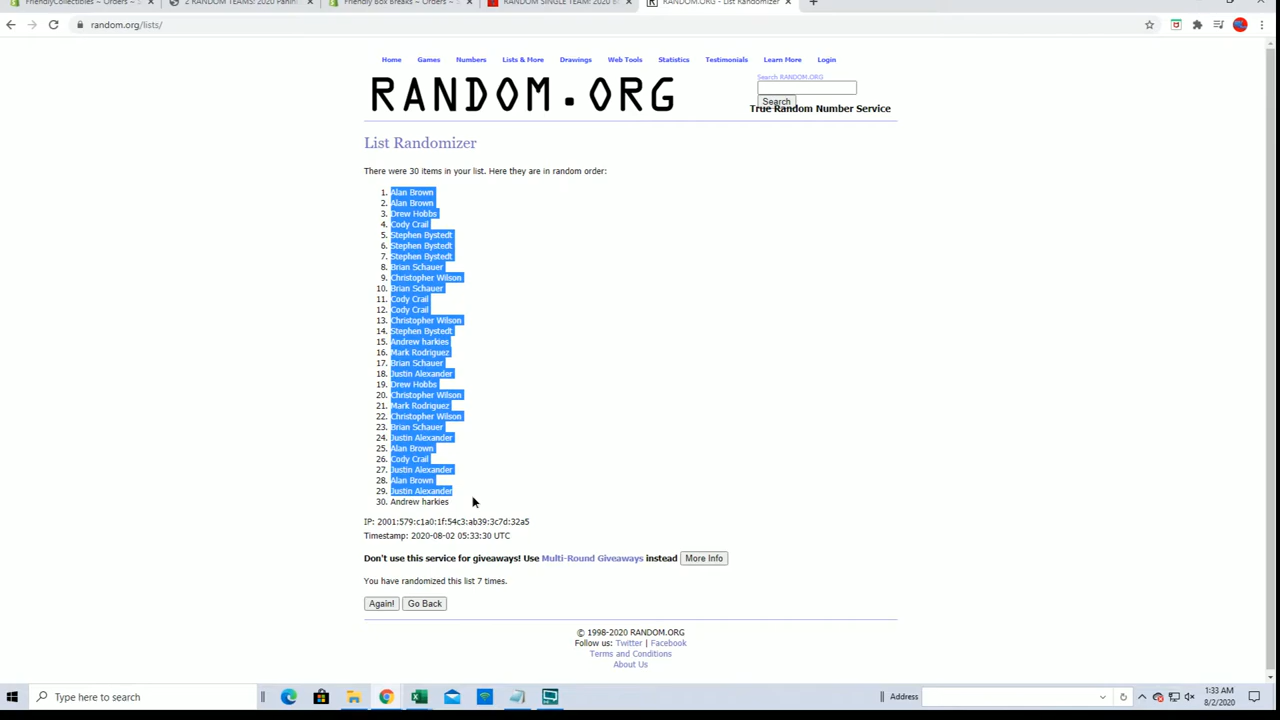 FriendlyCollectibles – Orders – S
2 RANDOM TEAMS: 2020 Panini
Friendly Box Breaks – Orders – S
RANDOM SINGLE TEAM: 2020 B
RANDOM.ORG - List Randomizer
random.org/lists/
Home Games Numbers Lists & More Drawings Web Tools Statistics Testimonials Learn More Login
RANDOM.ORG
Search RANDOM.ORG
Search
True Random Number Service
List Randomizer
There were 30 items in your list. Here they are in random order:
1. Alan Brown
2. Alan Brown
3. Drew Hobbs
4. Cody Crail
5. Stephen Bystedt
6. Stephen Bystedt
7. Stephen Bystedt
8. Brian Schauer
9. Christopher Wilson
10. Brian Schauer
11. Cody Crail
12. Cody Crail
13. Christopher Wilson
14. Stephen Bystedt
15. Andrew harkies
16. Mark Rodriguez
17. Brian Schauer
18. Justin Alexander
19. Drew Hobbs
20. Christopher Wilson
21. Mark Rodriguez
22. Christopher Wilson
23. Brian Schauer
24. Justin Alexander
25. Alan Brown
26. Cody Crail
27. Justin Alexander
28. Alan Brown
29. Justin Alexander
30. Andrew harkies
IP: 2001:579:c1a0:1f:54c3:ab39:3c7d:32a5
Timestamp: 2020-08-02 05:33:30 UTC
Don't use this service for giveaways! Use Multi-Round Giveaways instead More Info
You have randomized this list 7 times.
Again! Go Back
© 1998-2020 RANDOM.ORG
Follow us: Twitter | Facebook
Terms and Conditions
About Us
Type here to search
Address
1:33 AM
8/2/2020